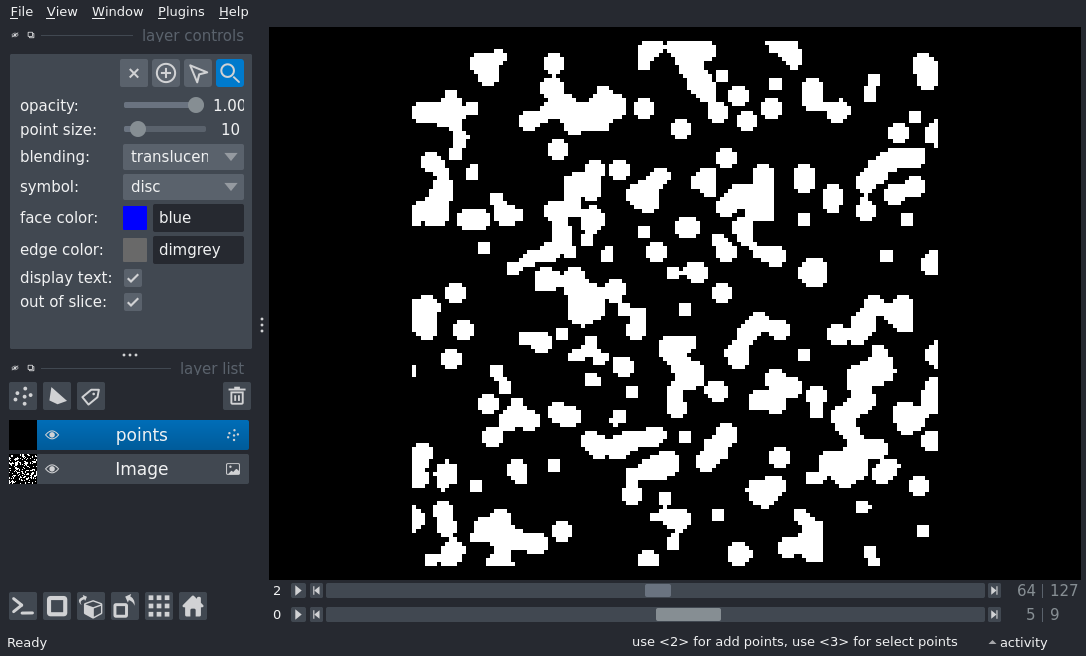 File View Window Plugins Help
layer controls
opacity: 1.00
point size: 10
blending: translucen
symbol: disc
face color: blue
edge color: dimgrey
display text:
out of slice:
layer list
points
Image
2 64 | 127
0 5 | 9
Ready use <2> for add points, use <3> for select points activity